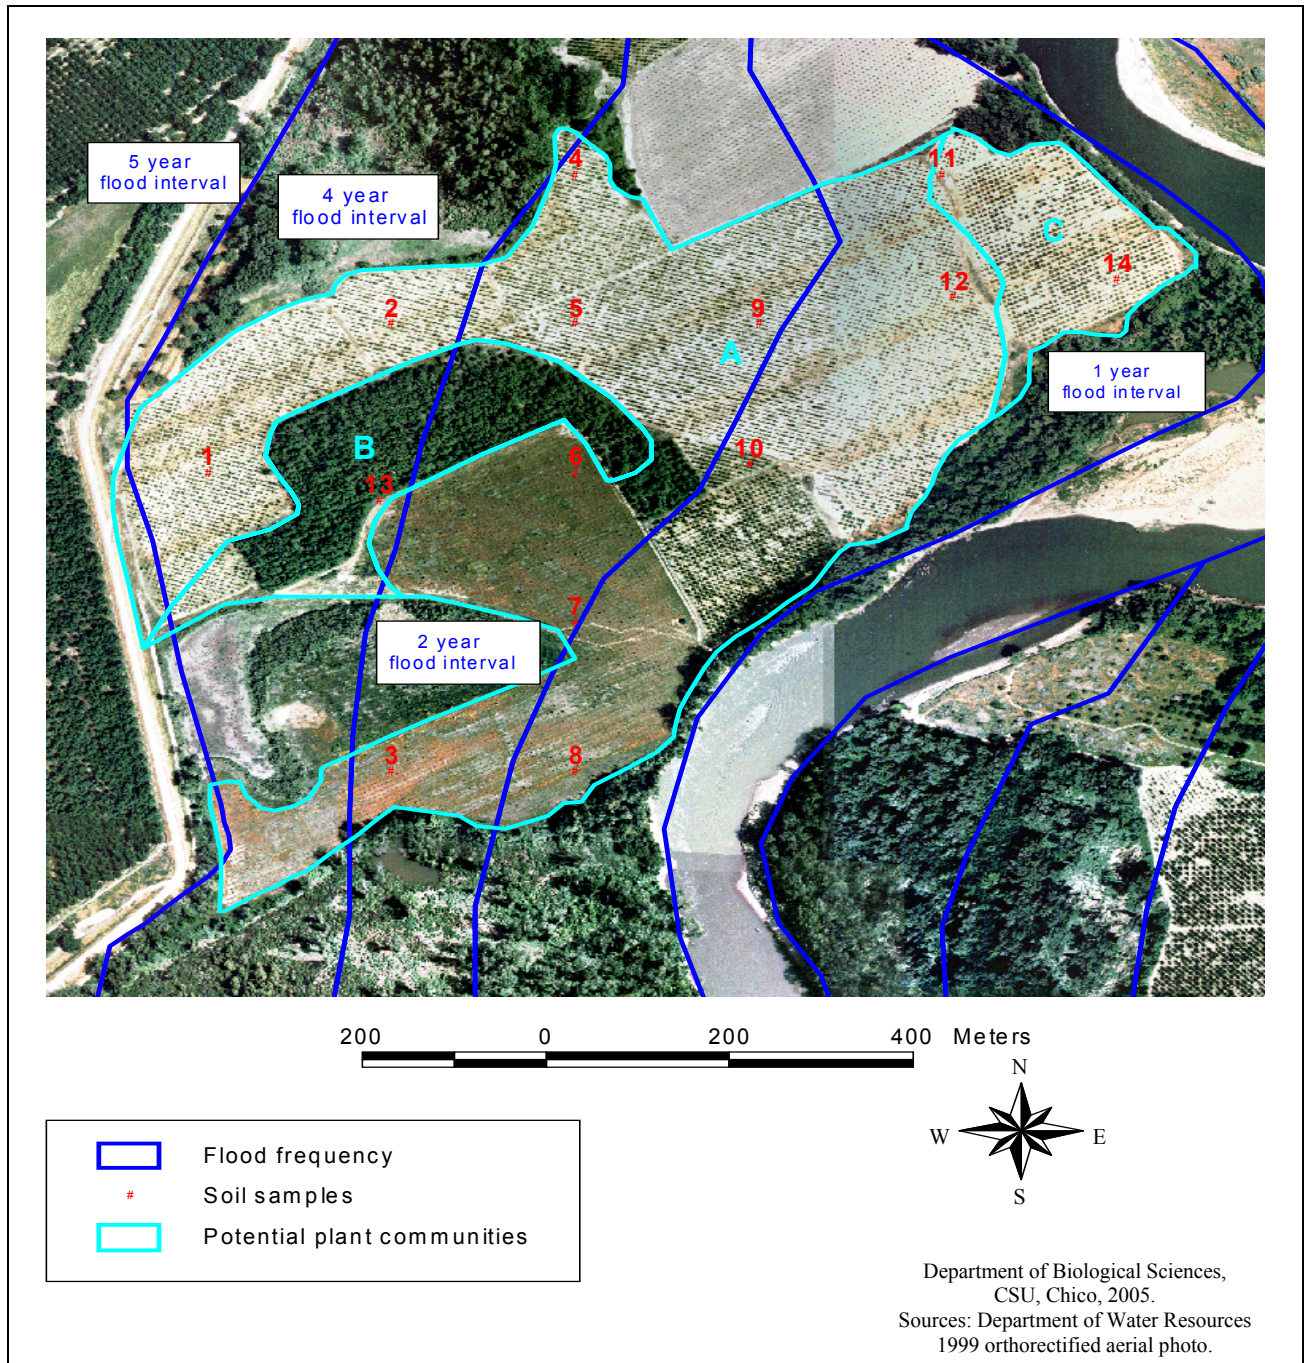 5 year
flood interval
4 year
flood interval
4
11
C
14
12
2
5
9
A
1 year
flood interval
B
1
13
6
10
7
2 year
flood interval
3
8
200 0 200 400 Meters
N
W E
S
Flood frequency
# Soil samples
Potential plant communities
Department of Biological Sciences,
CSU, Chico, 2005.
Sources: Department of Water Resources
1999 orthorectified aerial photo.